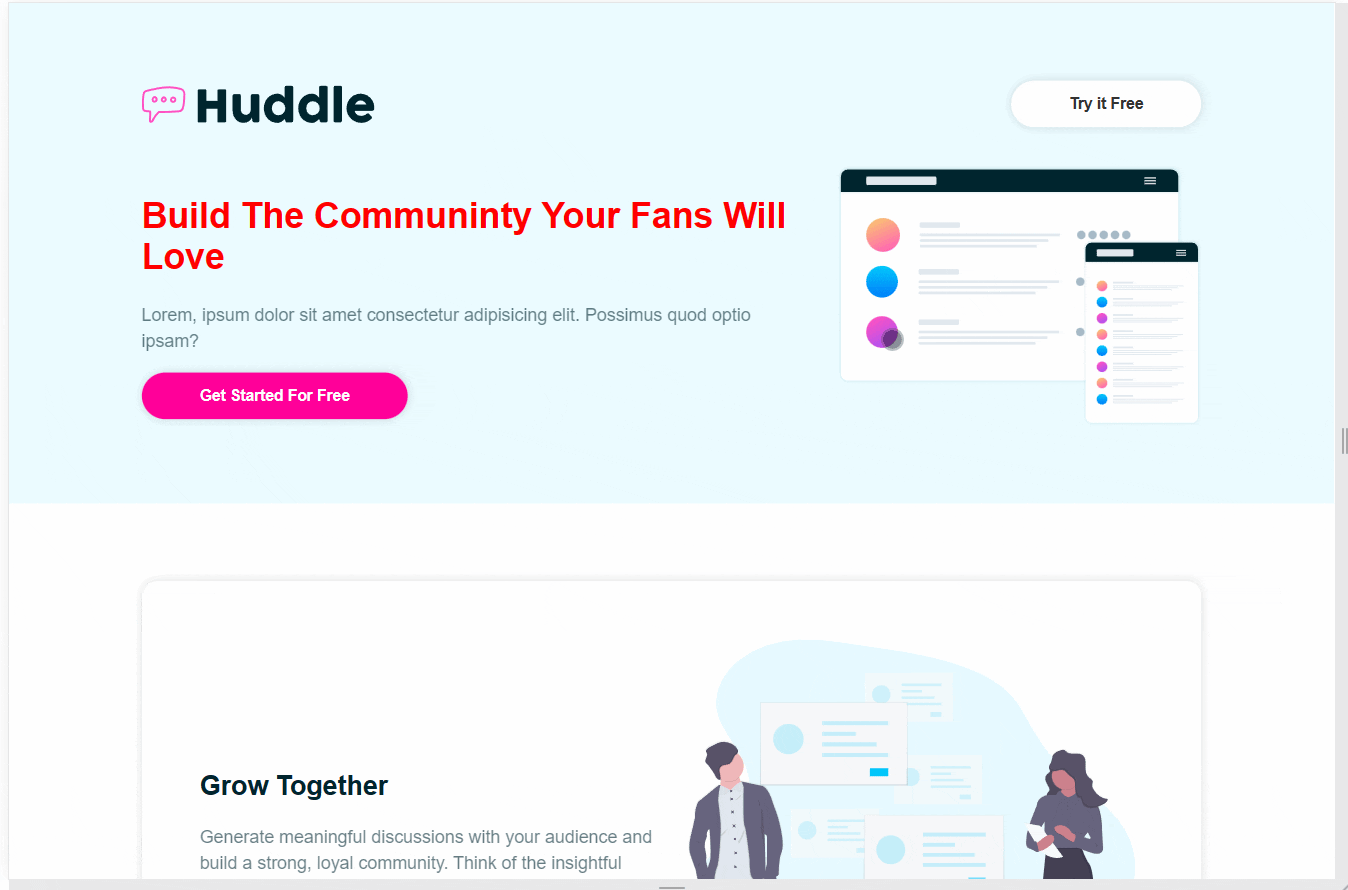 Huddle
Try it Free
Build The Communinty Your Fans Will
Love
Lorem, ipsum dolor sit amet consectetur adipisicing elit. Possimus quod optio
ipsam?
Get Started For Free
Grow Together
Generate meaningful discussions with your audience and
build a strong, loyal community. Think of the insightful